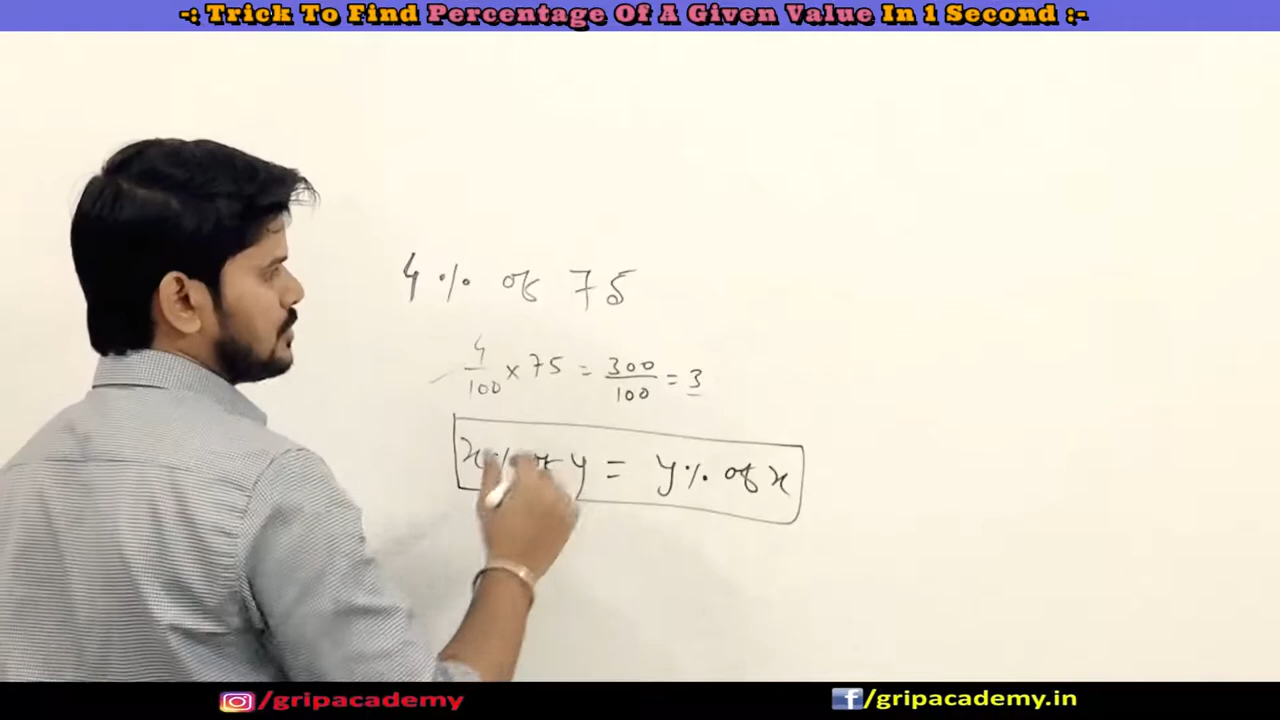 -: Trick To Find Percentage Of A Given Value In 1 Second :-
4 % of 75
4/100 × 75 = 300/100 = 3
x % of y = y % of x
/gripacademy
/gripacademy.in